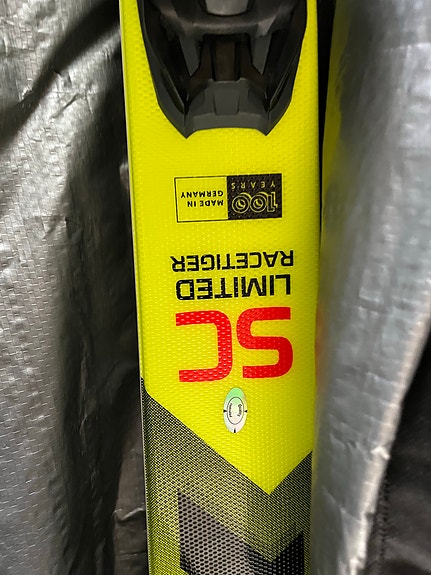 SC
LIMITED
RACETIGER
100
YEARS
MADE IN
GERMANY